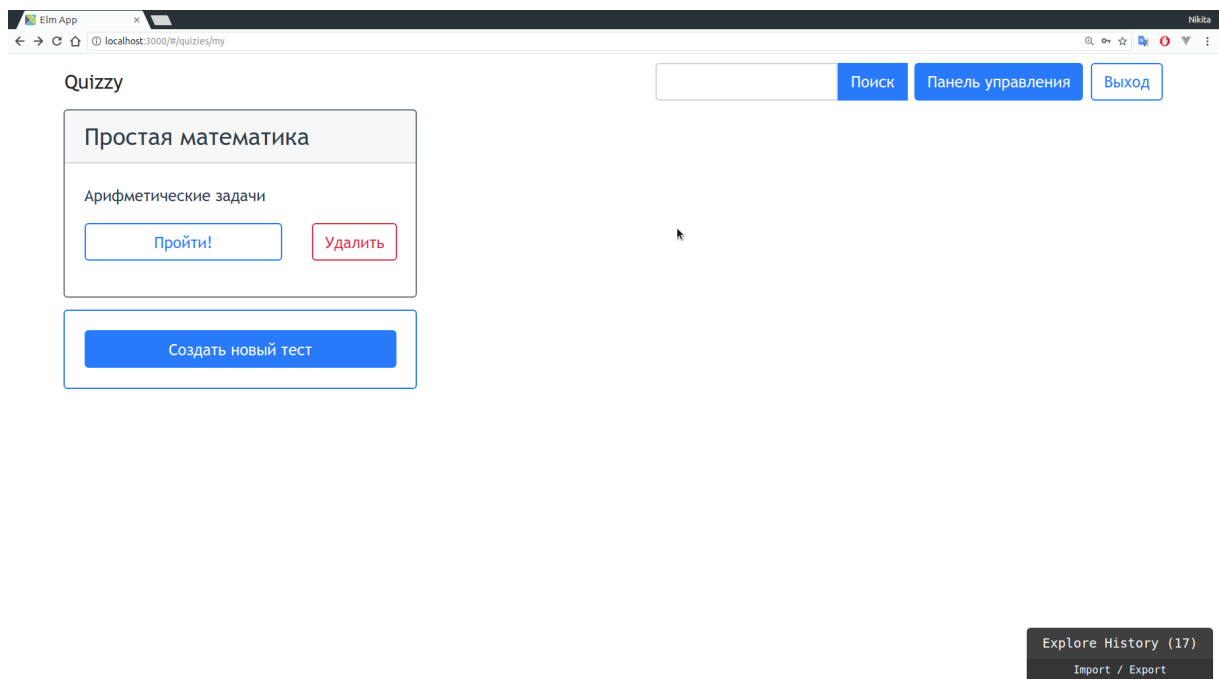 Elm App
Nikita
localhost:3000/#/quizies/my
Quizzy
Поиск
Панель управления
Выход
Простая математика
Арифметические задачи
Пройти!
Удалить
Создать новый тест
Explore History (17)
Import / Export